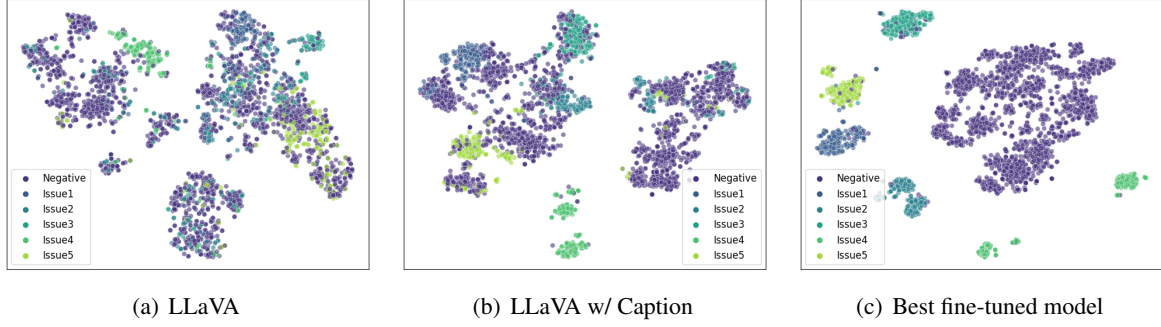 Negative
Issue1
Issue2
Issue3
Issue4
Issue5
Negative
Issue1
Issue2
Issue3
Issue4
Issue5
Negative
Issue1
Issue2
Issue3
Issue4
Issue5
(a) LLaVA
(b) LLaVA w/ Caption
(c) Best fine-tuned model